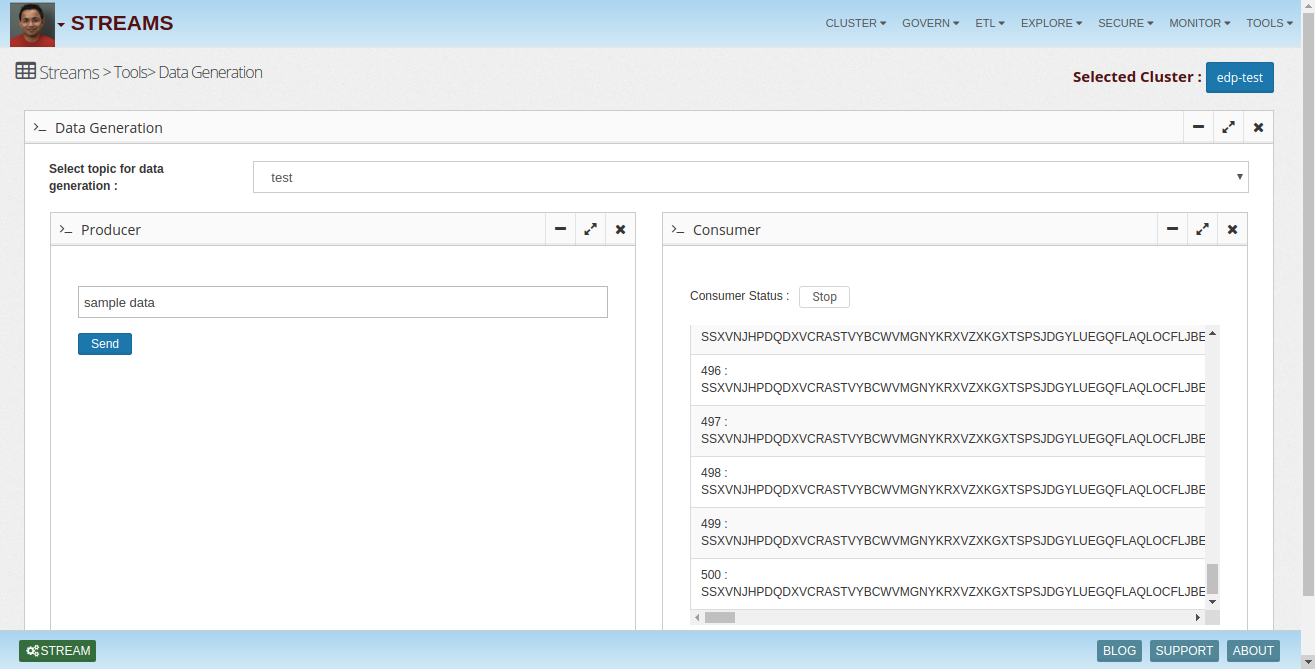 STREAMS
CLUSTER GOVERN ETL EXPLORE SECURE MONITOR TOOLS
Streams > Tools> Data Generation
Selected Cluster : edp-test
>_ Data Generation
Select topic for data
generation :
test
>_ Producer
sample data
Send
>_ Consumer
Consumer Status : Stop
SSXVNJHPDQDXVCRASTVYBCWVMGNYKRXVZXKGXTSPSJDGYLUEGQFLAQLOCFLJBE
496 :
SSXVNJHPDQDXVCRASTVYBCWVMGNYKRXVZXKGXTSPSJDGYLUEGQFLAQLOCFLJBE
497 :
SSXVNJHPDQDXVCRASTVYBCWVMGNYKRXVZXKGXTSPSJDGYLUEGQFLAQLOCFLJBE
498 :
SSXVNJHPDQDXVCRASTVYBCWVMGNYKRXVZXKGXTSPSJDGYLUEGQFLAQLOCFLJBE
499 :
SSXVNJHPDQDXVCRASTVYBCWVMGNYKRXVZXKGXTSPSJDGYLUEGQFLAQLOCFLJBE
500 :
SSXVNJHPDQDXVCRASTVYBCWVMGNYKRXVZXKGXTSPSJDGYLUEGQFLAQLOCFLJBE
STREAM
BLOG SUPPORT ABOUT